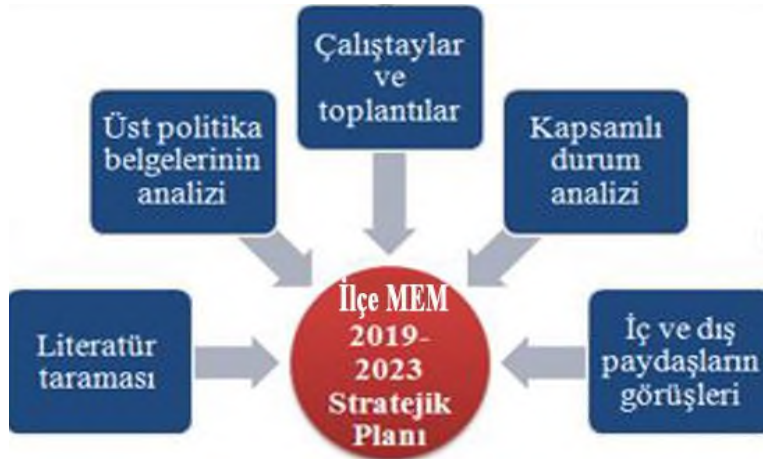 Çalıştaylar
ve
toplantılar
Üst politika
belgelerinin
analizi
Kapsamlı
durum
analizi
Literatür
taraması
İlçe MEM
2019-
2023
Stratejik
Planı
İç ve dış
paydaşların
görüşleri